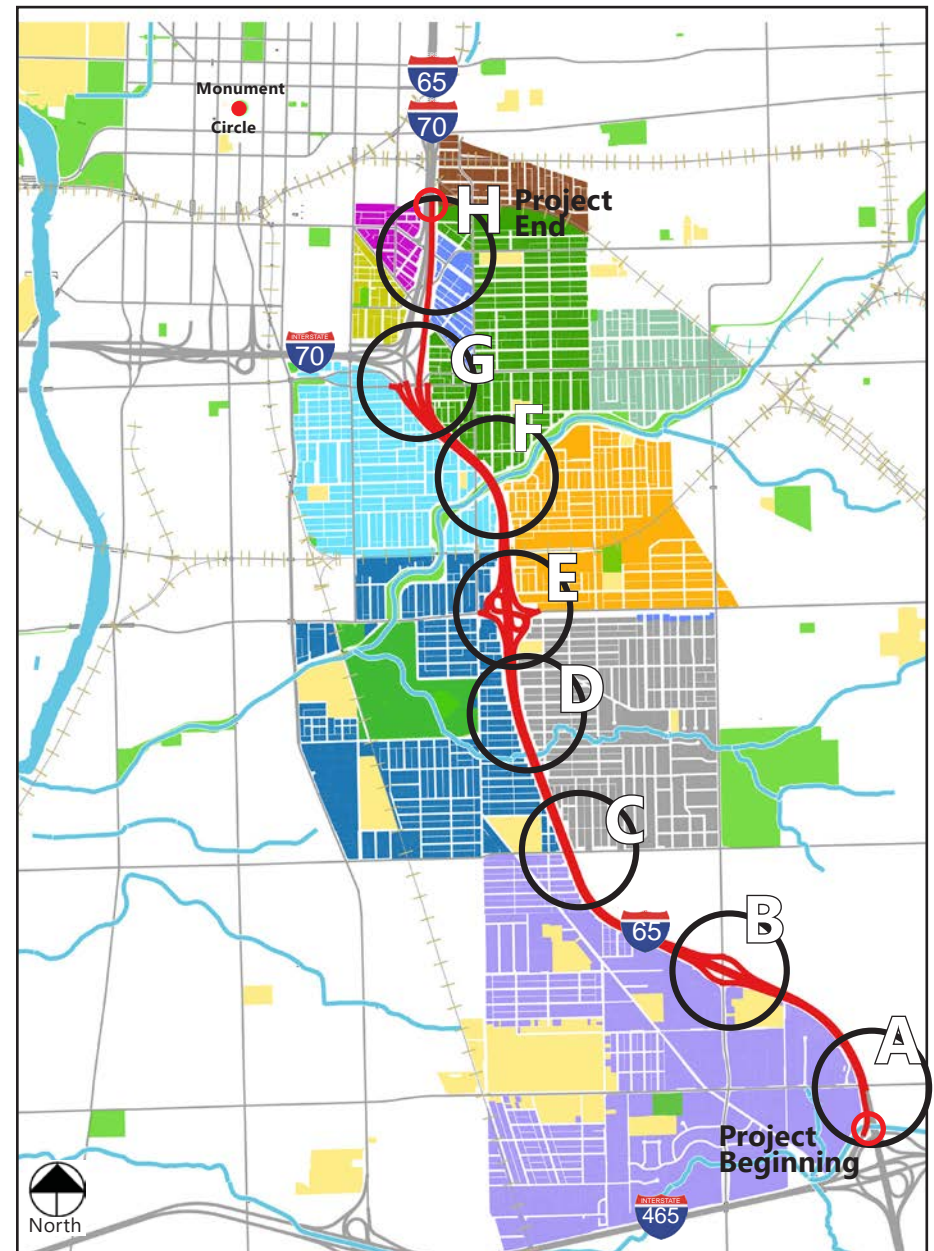 65
Monument
Circle
70
H
Project
End
INTERSTATE
70
G
F
E
D
C
B
65
A
Project
Beginning
INTERSTATE
465
North